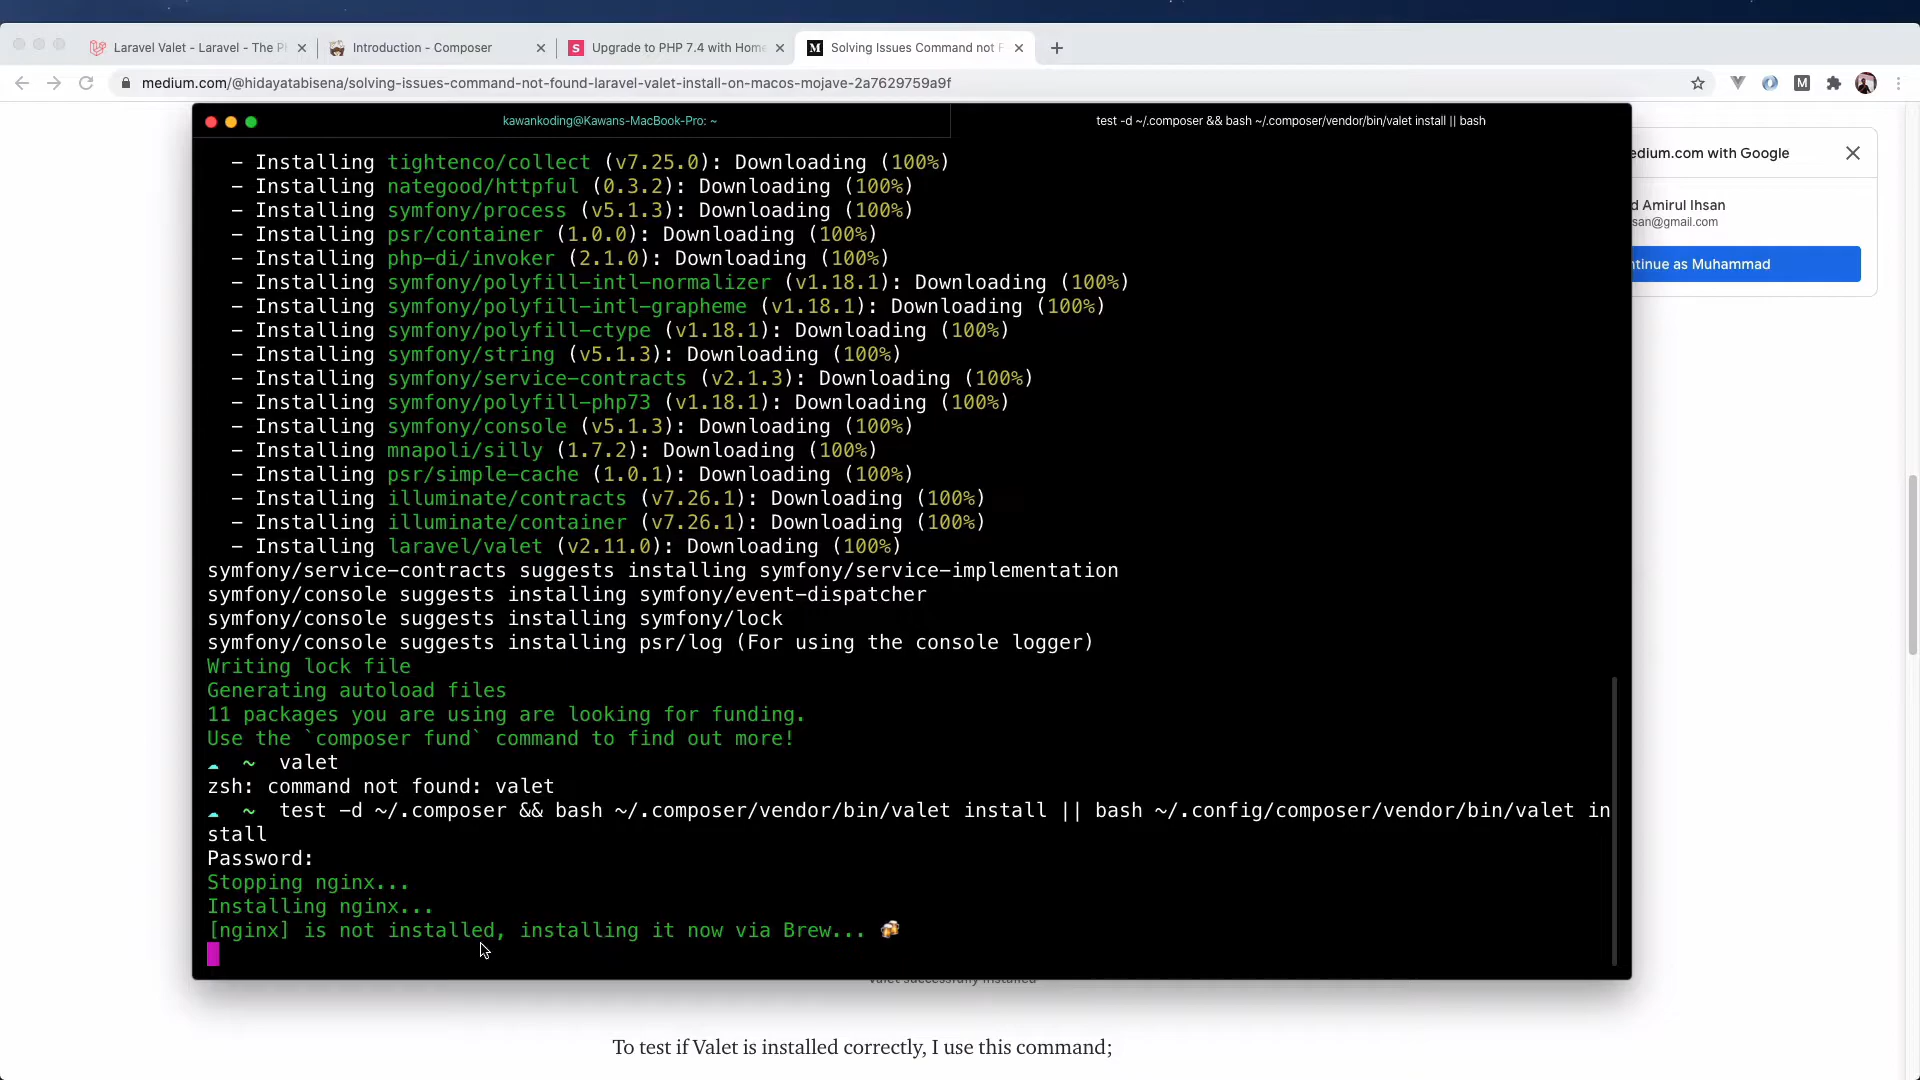 Laravel Valet - Laravel - The P
Introduction - Composer
Upgrade to PHP 7.4 with Home
Solving Issues Command not F
medium.com/@hidayatabisena/solving-issues-command-not-found-laravel-valet-install-on-macos-mojave-2a7629759a9f
kawankoding@Kawans-MacBook-Pro: ~
test -d ~/.composer && bash ~/.composer/vendor/bin/valet install || bash
edium.com with Google
d Amirul Ihsan
san@gmail.com
ntinue as Muhammad
- Installing tightenco/collect (v7.25.0): Downloading (100%)
- Installing nategood/httpful (0.3.2): Downloading (100%)
- Installing symfony/process (v5.1.3): Downloading (100%)
- Installing psr/container (1.0.0): Downloading (100%)
- Installing php-di/invoker (2.1.0): Downloading (100%)
- Installing symfony/polyfill-intl-normalizer (v1.18.1): Downloading (100%)
- Installing symfony/polyfill-intl-grapheme (v1.18.1): Downloading (100%)
- Installing symfony/polyfill-ctype (v1.18.1): Downloading (100%)
- Installing symfony/string (v5.1.3): Downloading (100%)
- Installing symfony/service-contracts (v2.1.3): Downloading (100%)
- Installing symfony/polyfill-php73 (v1.18.1): Downloading (100%)
- Installing symfony/console (v5.1.3): Downloading (100%)
- Installing mnapoli/silly (1.7.2): Downloading (100%)
- Installing psr/simple-cache (1.0.1): Downloading (100%)
- Installing illuminate/contracts (v7.26.1): Downloading (100%)
- Installing illuminate/container (v7.26.1): Downloading (100%)
- Installing laravel/valet (v2.11.0): Downloading (100%)
symfony/service-contracts suggests installing symfony/service-implementation
symfony/console suggests installing symfony/event-dispatcher
symfony/console suggests installing symfony/lock
symfony/console suggests installing psr/log (For using the console logger)
Writing lock file
Generating autoload files
11 packages you are using are looking for funding.
Use the `composer fund` command to find out more!
☁ ~ valet
zsh: command not found: valet
☁ ~ test -d ~/.composer && bash ~/.composer/vendor/bin/valet install || bash ~/.config/composer/vendor/bin/valet in
stall
Password:
Stopping nginx...
Installing nginx...
[nginx] is not installed, installing it now via Brew... 🍻
Valet successfully installed
To test if Valet is installed correctly, I use this command;